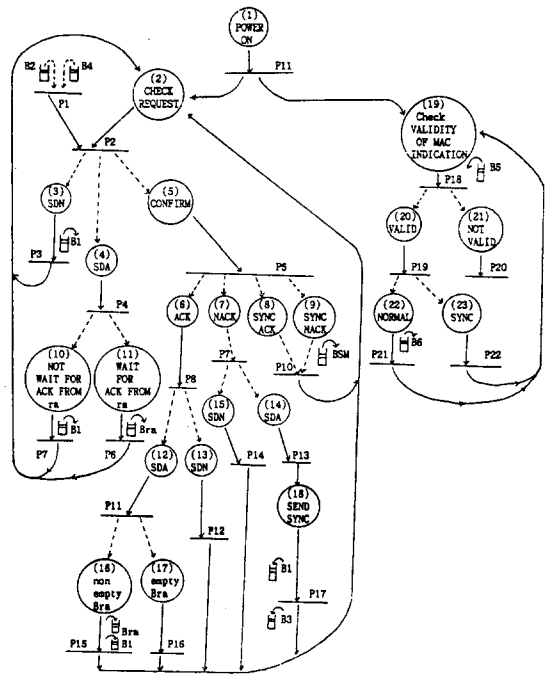 (1)
POWER
ON
P11
B2
B4
P1
(2)
CHECK
REQUEST
(19)
Check
VALIDITY
OF MAC
INDICATION
B5
P18
P2
(3)
SDN
(4)
SDA
(5)
CONFIRM
(20)
VALID
(21)
NOT
VALID
B1
P3
P19
P20
P4
P5
(6)
ACK
(7)
NACK
(8)
SYNC
ACK
(9)
SYNC
NACK
(22)
NORMAL
(23)
SYNC
B6
P21
P22
(10)
NOT
WAIT FOR
ACK FROM
ra
(11)
WAIT
FOR
ACK FROM
ra
P8
P7
BSM
P10
B1
P7
Bra
P6
(15)
SDN
(14)
SDA
(12)
SDA
(13)
SDN
P14
P13
P11
P12
(18)
SEND
SYNC
(16)
non
empty
Bra
(17)
empty
Bra
B1
P17
B3
Bra
B1
P15
P16